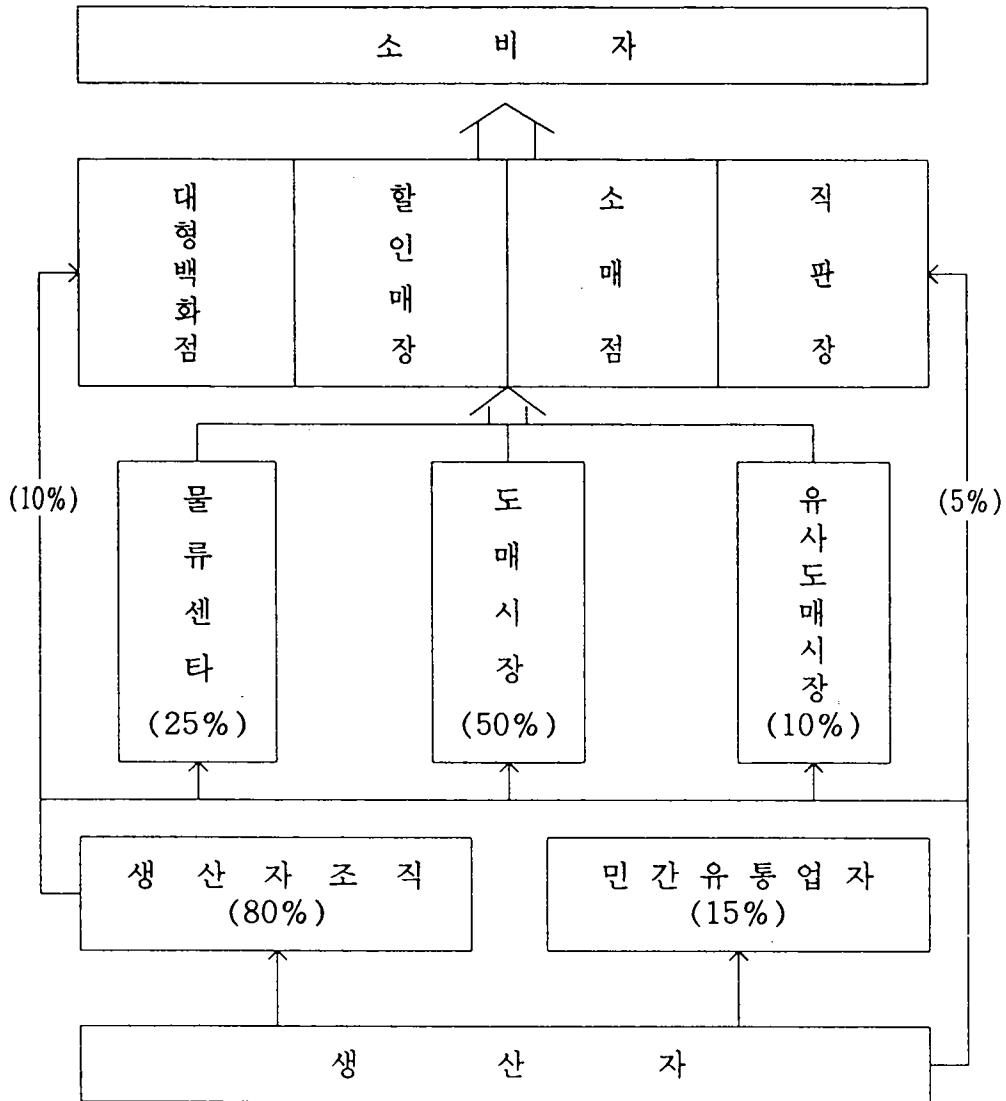 소 비 자
대형백화점
할인매장
소매점
직판장
(10%)
(5%)
물류센타
(25%)
도매시장
(50%)
유사도매시장
(10%)
생 산 자 조 직
(80%)
민 간 유 통 업 자
(15%)
생 산 자